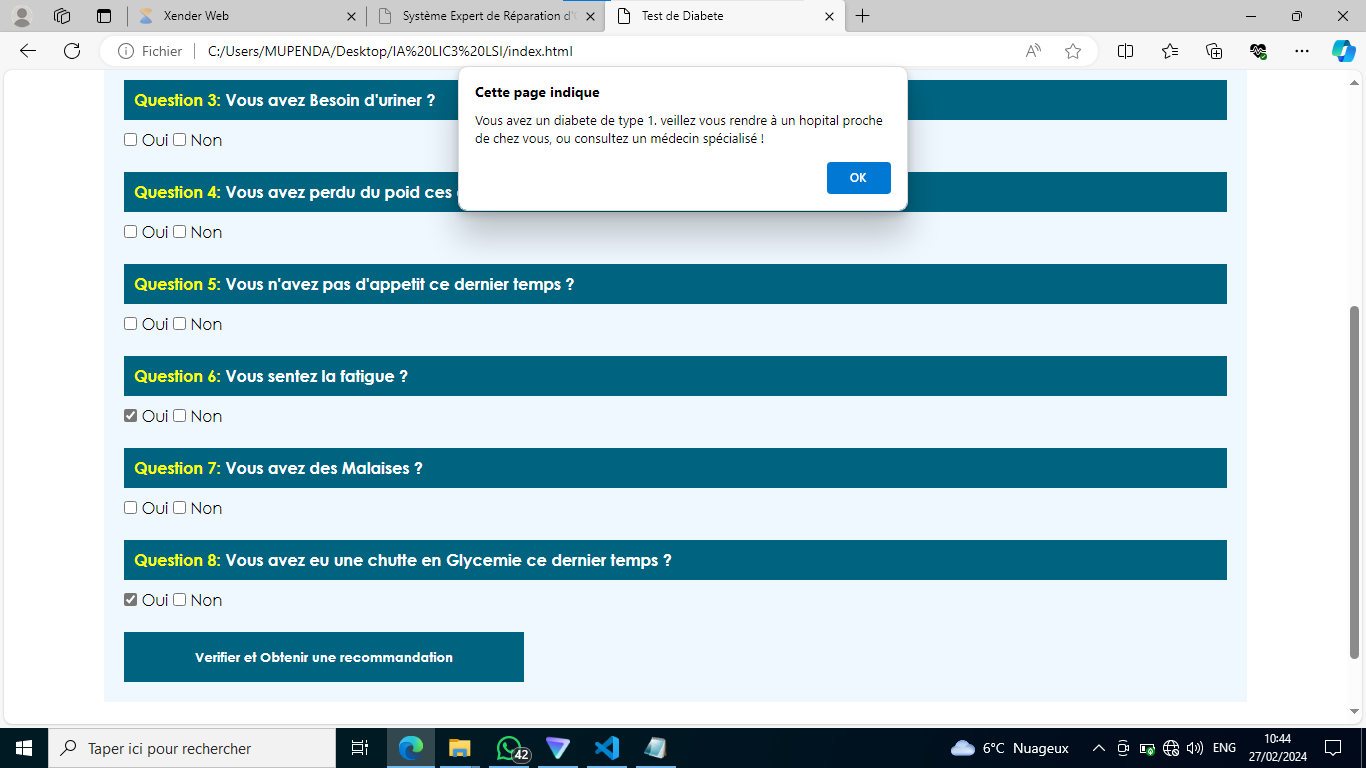 Xender Web
Système Expert de Réparation d'
Test de Diabete
Fichier
C:/Users/MUPENDA/Desktop/IA%20LIC3%20LSI/index.html
Cette page indique
Vous avez un diabete de type 1. veillez vous rendre à un hopital proche
de chez vous, ou consultez un médecin spécialisé !
OK
Question 3: Vous avez Besoin d'uriner ?
Oui Non
Question 4: Vous avez perdu du poid ces
Oui Non
Question 5: Vous n'avez pas d'appetit ce dernier temps ?
Oui Non
Question 6: Vous sentez la fatigue ?
Oui Non
Question 7: Vous avez des Malaises ?
Oui Non
Question 8: Vous avez eu une chutte en Glycemie ce dernier temps ?
Oui Non
Verifier et Obtenir une recommandation
Taper ici pour rechercher
42
6°C Nuageux
ENG
10:44
27/02/2024